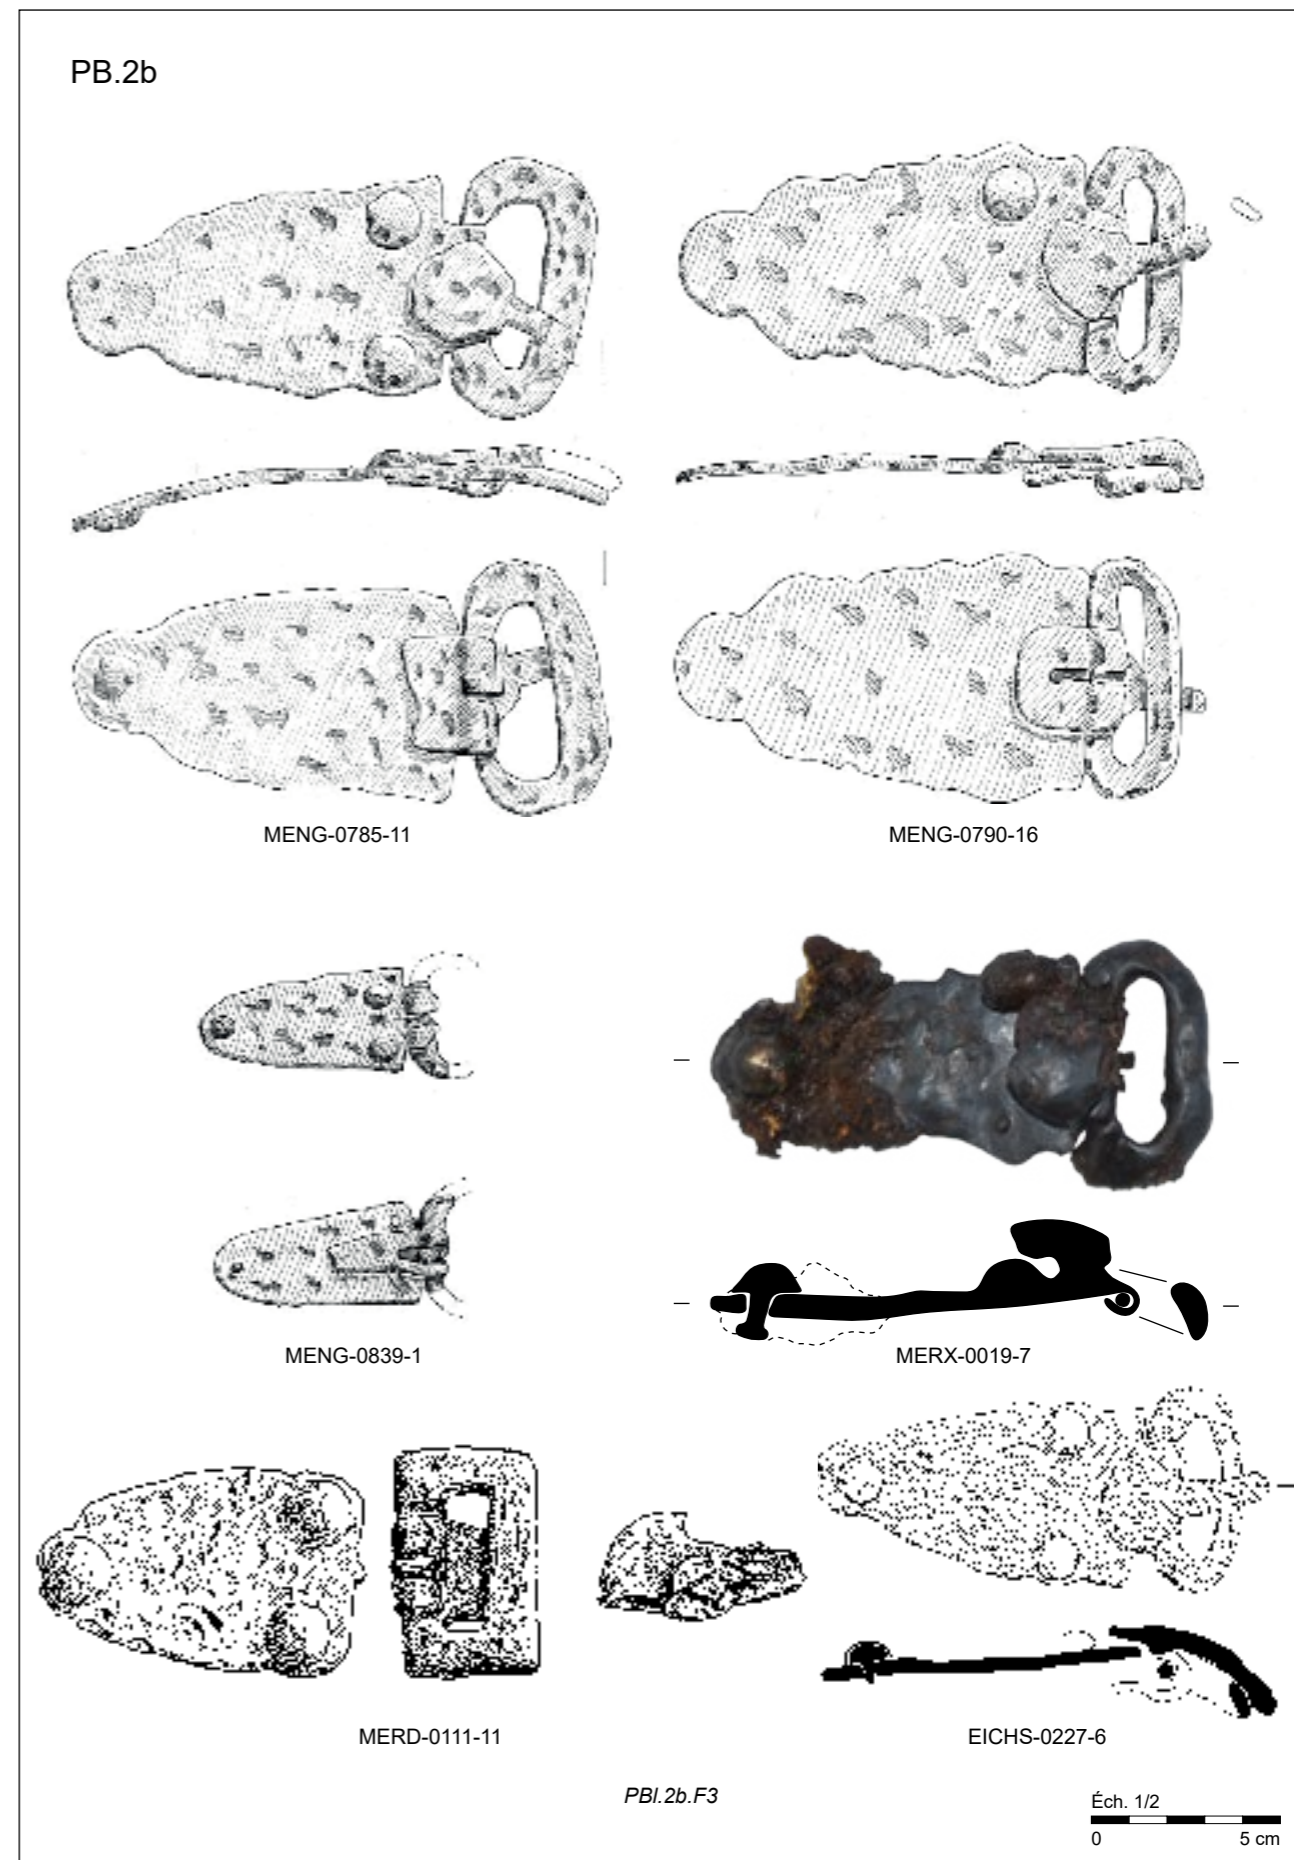 PB.2b
MENG-0785-11
MENG-0790-16
MENG-0839-1
MERX-0019-7
MERD-0111-11
EICHS-0227-6
PBl.2b.F3
Éch. 1/2
0 5 cm